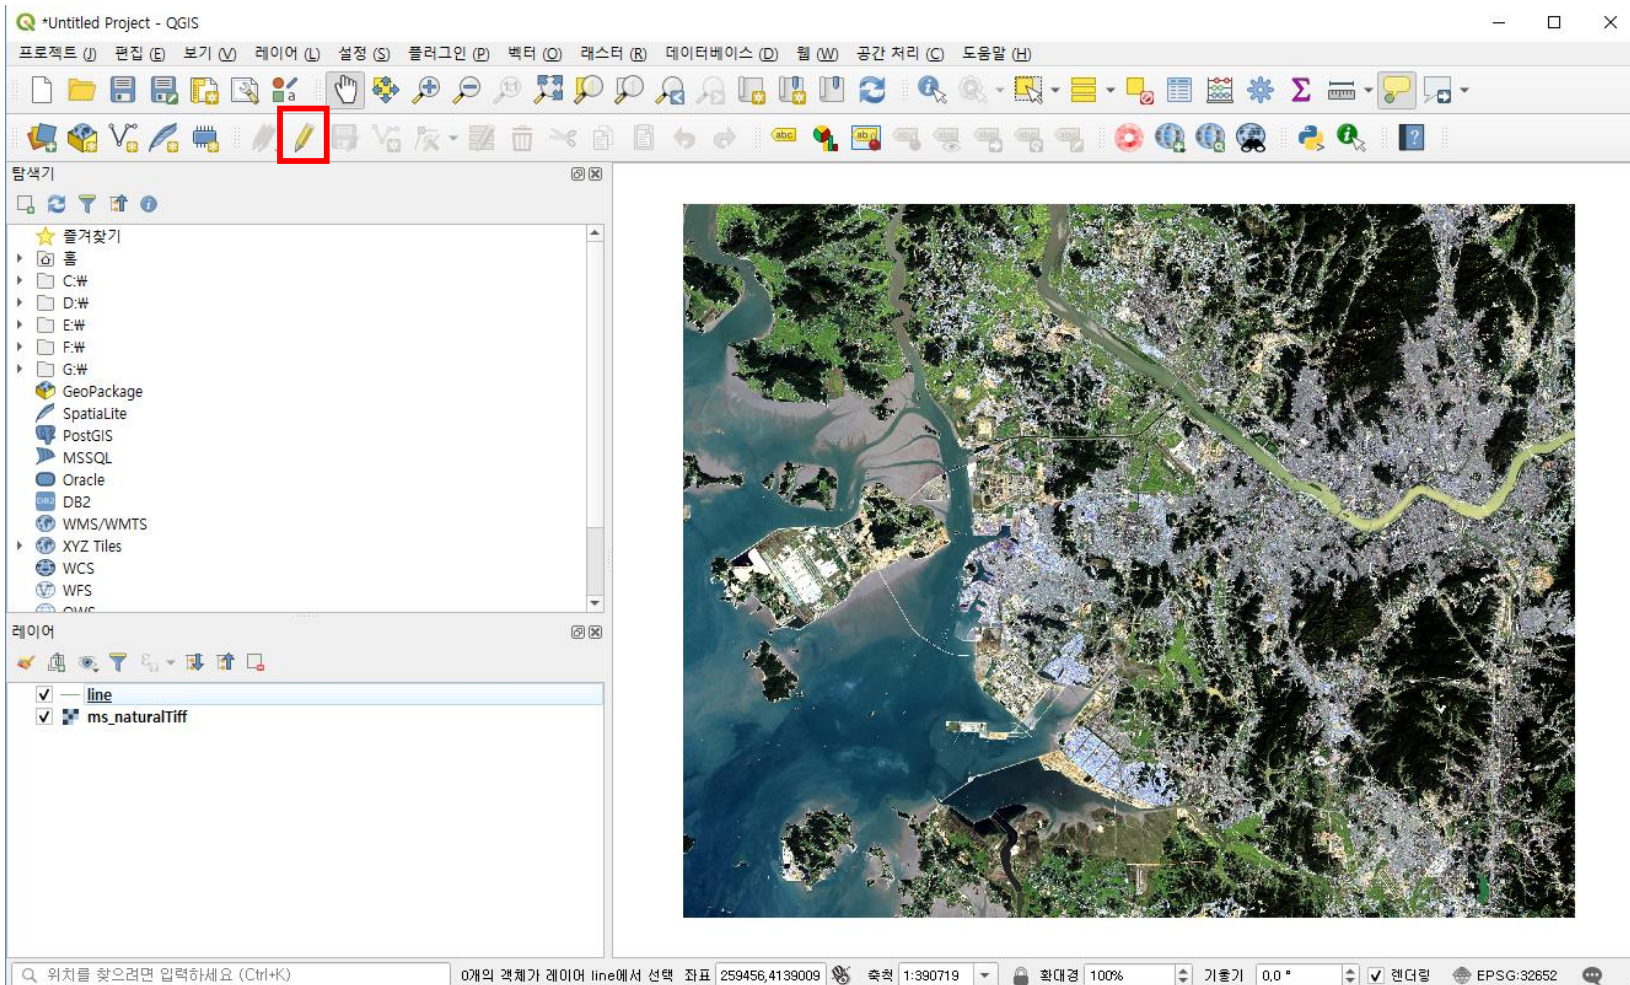 *Untitled Project - QGIS
프로젝트 (J) 편집 (E) 보기 (V) 레이어 (L) 설정 (S) 플러그인 (P) 벡터 (O) 래스터 (R) 데이터베이스 (D) 웹 (W) 공간 처리 (C) 도움말 (H)
탐색기
즐겨찾기
홈
C:₩
D:₩
E:₩
F:₩
G:₩
GeoPackage
SpatiaLite
PostGIS
MSSQL
Oracle
DB2
WMS/WMTS
XYZ Tiles
WCS
WFS
OWS
레이어
line
ms_naturalTiff
위치를 찾으려면 입력하세요 (Ctrl+K) 0개의 객체가 레이어 line에서 선택 좌표 259456,4139009 축척 1:390719 확대경 100% 기울기 0,0 ° 렌더링 EPSG:32652